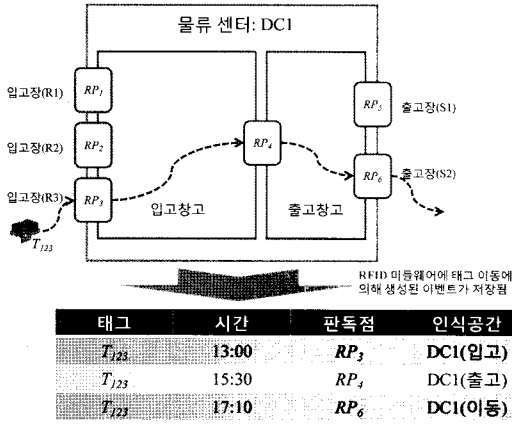 물류 센터: DC1
입고장(R1)
RP1
입고장(R2)
RP2
입고장(R3)
RP3
T123
입고창고
RP4
출고창고
RP5
출고장(S1)
RP6
출고장(S2)
RFID 미들웨어에 태그 이동에
의해 생성된 이벤트가 저장됨
태그 시간 판독점 인식공간
T123 13:00 RP3 DC1(입고)
T123 15:30 RP4 DC1(출고)
T123 17:10 RP6 DC1(이동)